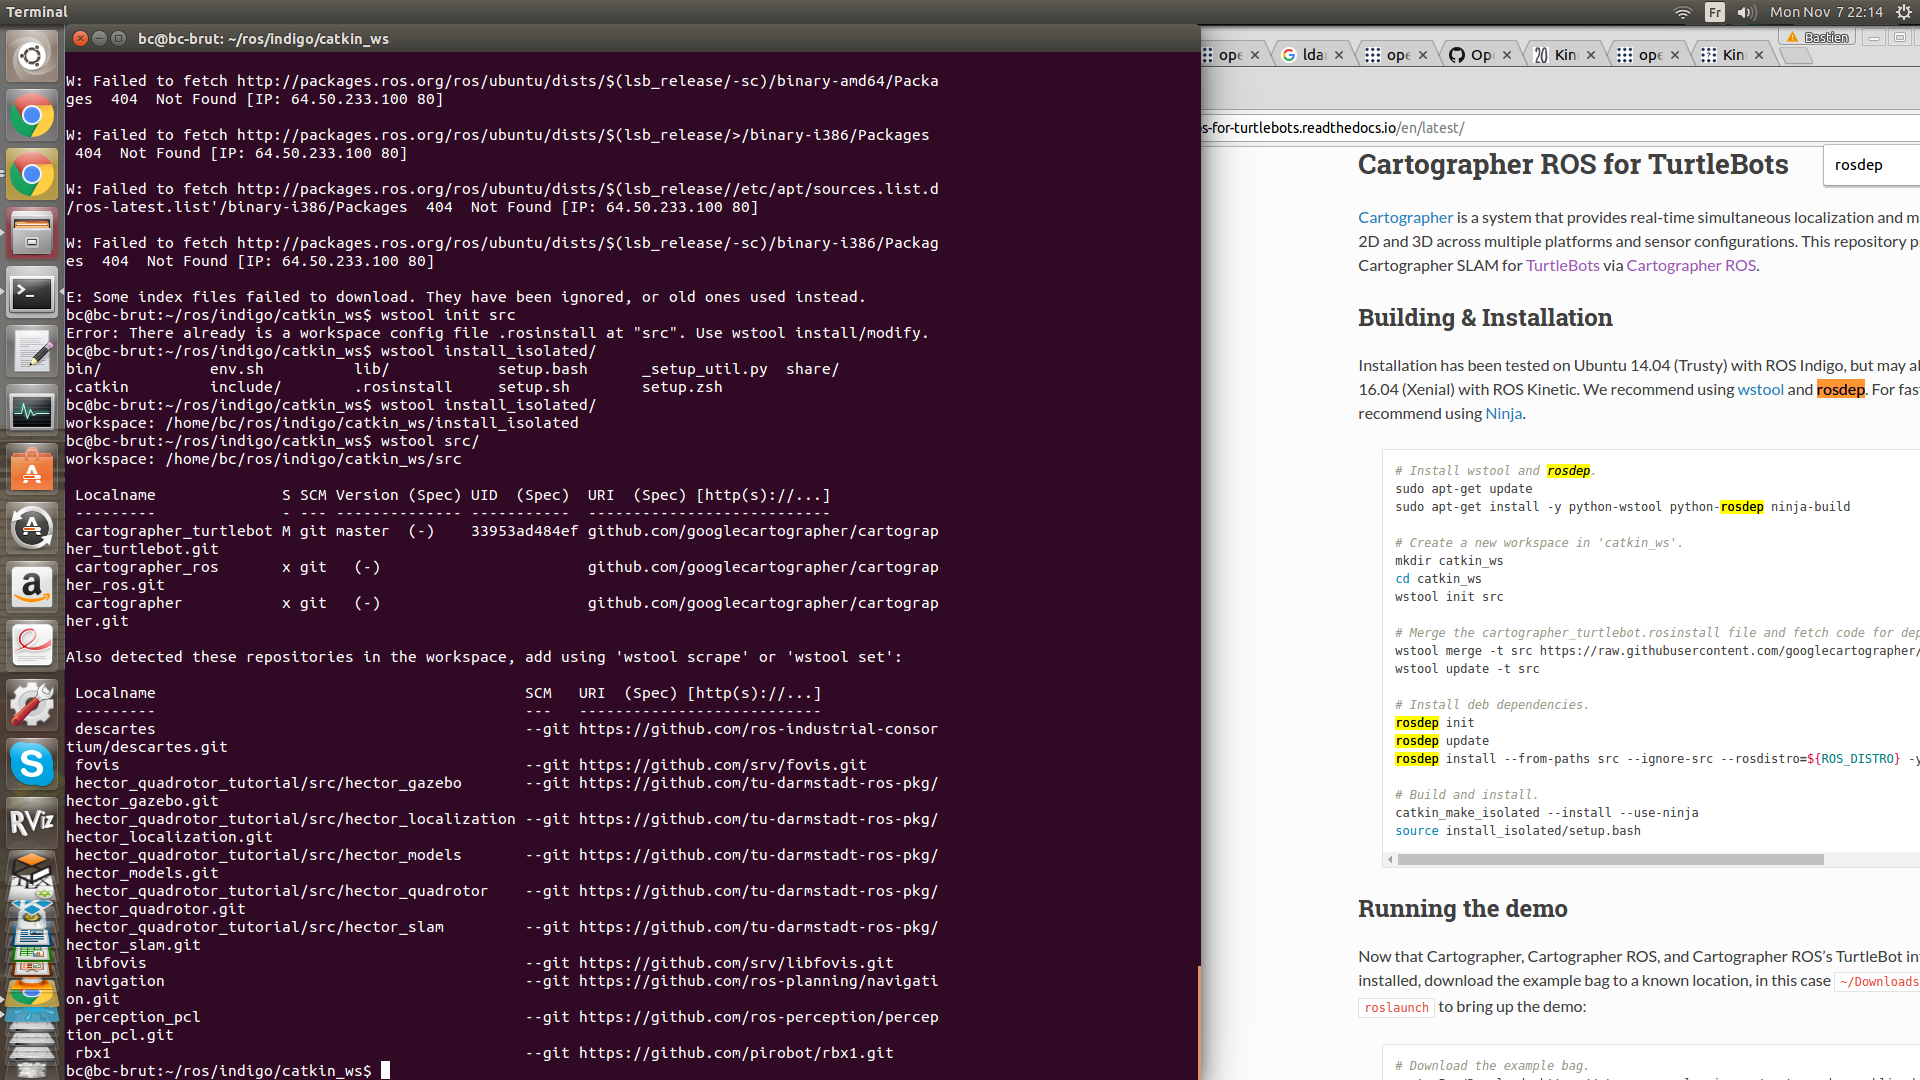 Terminal
Fr
Mon Nov 7 22:14
bc@bc-brut: ~/ros/indigo/catkin_ws
W: Failed to fetch http://packages.ros.org/ros/ubuntu/dists/$(lsb_release/-sc)/binary-amd64/Packa
ges  404  Not Found [IP: 64.50.233.100 80]
W: Failed to fetch http://packages.ros.org/ros/ubuntu/dists/$(lsb_release/>/binary-i386/Packages
404  Not Found [IP: 64.50.233.100 80]
W: Failed to fetch http://packages.ros.org/ros/ubuntu/dists/$(lsb_release//etc/apt/sources.list.d
/ros-latest.list'/binary-i386/Packages  404  Not Found [IP: 64.50.233.100 80]
W: Failed to fetch http://packages.ros.org/ros/ubuntu/dists/$(lsb_release/-sc)/binary-i386/Packag
es  404  Not Found [IP: 64.50.233.100 80]
E: Some index files failed to download. They have been ignored, or old ones used instead.
bc@bc-brut:~/ros/indigo/catkin_ws$ wstool init src
Error: There already is a workspace config file .rosinstall at "src". Use wstool install/modify.
bc@bc-brut:~/ros/indigo/catkin_ws$ wstool install_isolated/
bin/ env.sh lib/ setup.bash _setup_util.py share/
.catkin include/ .rosinstall setup.sh setup.zsh
bc@bc-brut:~/ros/indigo/catkin_ws$ wstool install_isolated/
workspace: /home/bc/ros/indigo/catkin_ws/install_isolated
bc@bc-brut:~/ros/indigo/catkin_ws$ wstool src/
workspace: /home/bc/ros/indigo/catkin_ws/src
Localname S SCM Version (Spec) UID (Spec) URI (Spec) [http(s)://...]
--------- - --- -------------- ----------- ---------------------------
cartographer_turtlebot M git master (-) 33953ad484ef github.com/googlecartographer/cartograp
her_turtlebot.git
cartographer_ros x git (-) github.com/googlecartographer/cartograp
her_ros.git
cartographer x git (-) github.com/googlecartographer/cartograp
her.git
Also detected these repositories in the workspace, add using 'wstool scrape' or 'wstool set':
Localname SCM URI (Spec) [http(s)://...]
--------- --- ---------------------------
descartes --git https://github.com/ros-industrial-consor
tium/descartes.git
fovis --git https://github.com/srv/fovis.git
hector_quadrotor_tutorial/src/hector_gazebo --git https://github.com/tu-darmstadt-ros-pkg/
hector_gazebo.git
hector_quadrotor_tutorial/src/hector_localization --git https://github.com/tu-darmstadt-ros-pkg/
hector_localization.git
hector_quadrotor_tutorial/src/hector_models --git https://github.com/tu-darmstadt-ros-pkg/
hector_models.git
hector_quadrotor_tutorial/src/hector_quadrotor --git https://github.com/tu-darmstadt-ros-pkg/
hector_quadrotor.git
hector_quadrotor_tutorial/src/hector_slam --git https://github.com/tu-darmstadt-ros-pkg/
hector_slam.git
libfovis --git https://github.com/srv/libfovis.git
navigation --git https://github.com/ros-planning/navigati
on.git
perception_pcl --git https://github.com/ros-perception/percep
tion_pcl.git
rbx1 --git https://github.com/pirobot/rbx1.git
bc@bc-brut:~/ros/indigo/catkin_ws$
RViz
Bastien
ope
lda
ope
Op
Kin
ope
Kin
s-for-turtlebots.readthedocs.io/en/latest/
rosdep
Cartographer ROS for TurtleBots
Cartographer is a system that provides real-time simultaneous localization and m
2D and 3D across multiple platforms and sensor configurations. This repository p
Cartographer SLAM for TurtleBots via Cartographer ROS.
Building & Installation
Installation has been tested on Ubuntu 14.04 (Trusty) with ROS Indigo, but may al
16.04 (Xenial) with ROS Kinetic. We recommend using wstool and rosdep. For fas
recommend using Ninja.
# Install wstool and rosdep.
sudo apt-get update
sudo apt-get install -y python-wstool python-rosdep ninja-build
# Create a new workspace in 'catkin_ws'.
mkdir catkin_ws
cd catkin_ws
wstool init src
# Merge the cartographer_turtlebot.rosinstall file and fetch code for dep
wstool merge -t src https://raw.githubusercontent.com/googlecartographer/
wstool update -t src
# Install deb dependencies.
rosdep init
rosdep update
rosdep install --from-paths src --ignore-src --rosdistro=${ROS_DISTRO} -y
# Build and install.
catkin_make_isolated --install --use-ninja
source install_isolated/setup.bash
Running the demo
Now that Cartographer, Cartographer ROS, and Cartographer ROS's TurtleBot in
installed, download the example bag to a known location, in this case ~/Downloads
roslaunch to bring up the demo:
# Download the example bag.